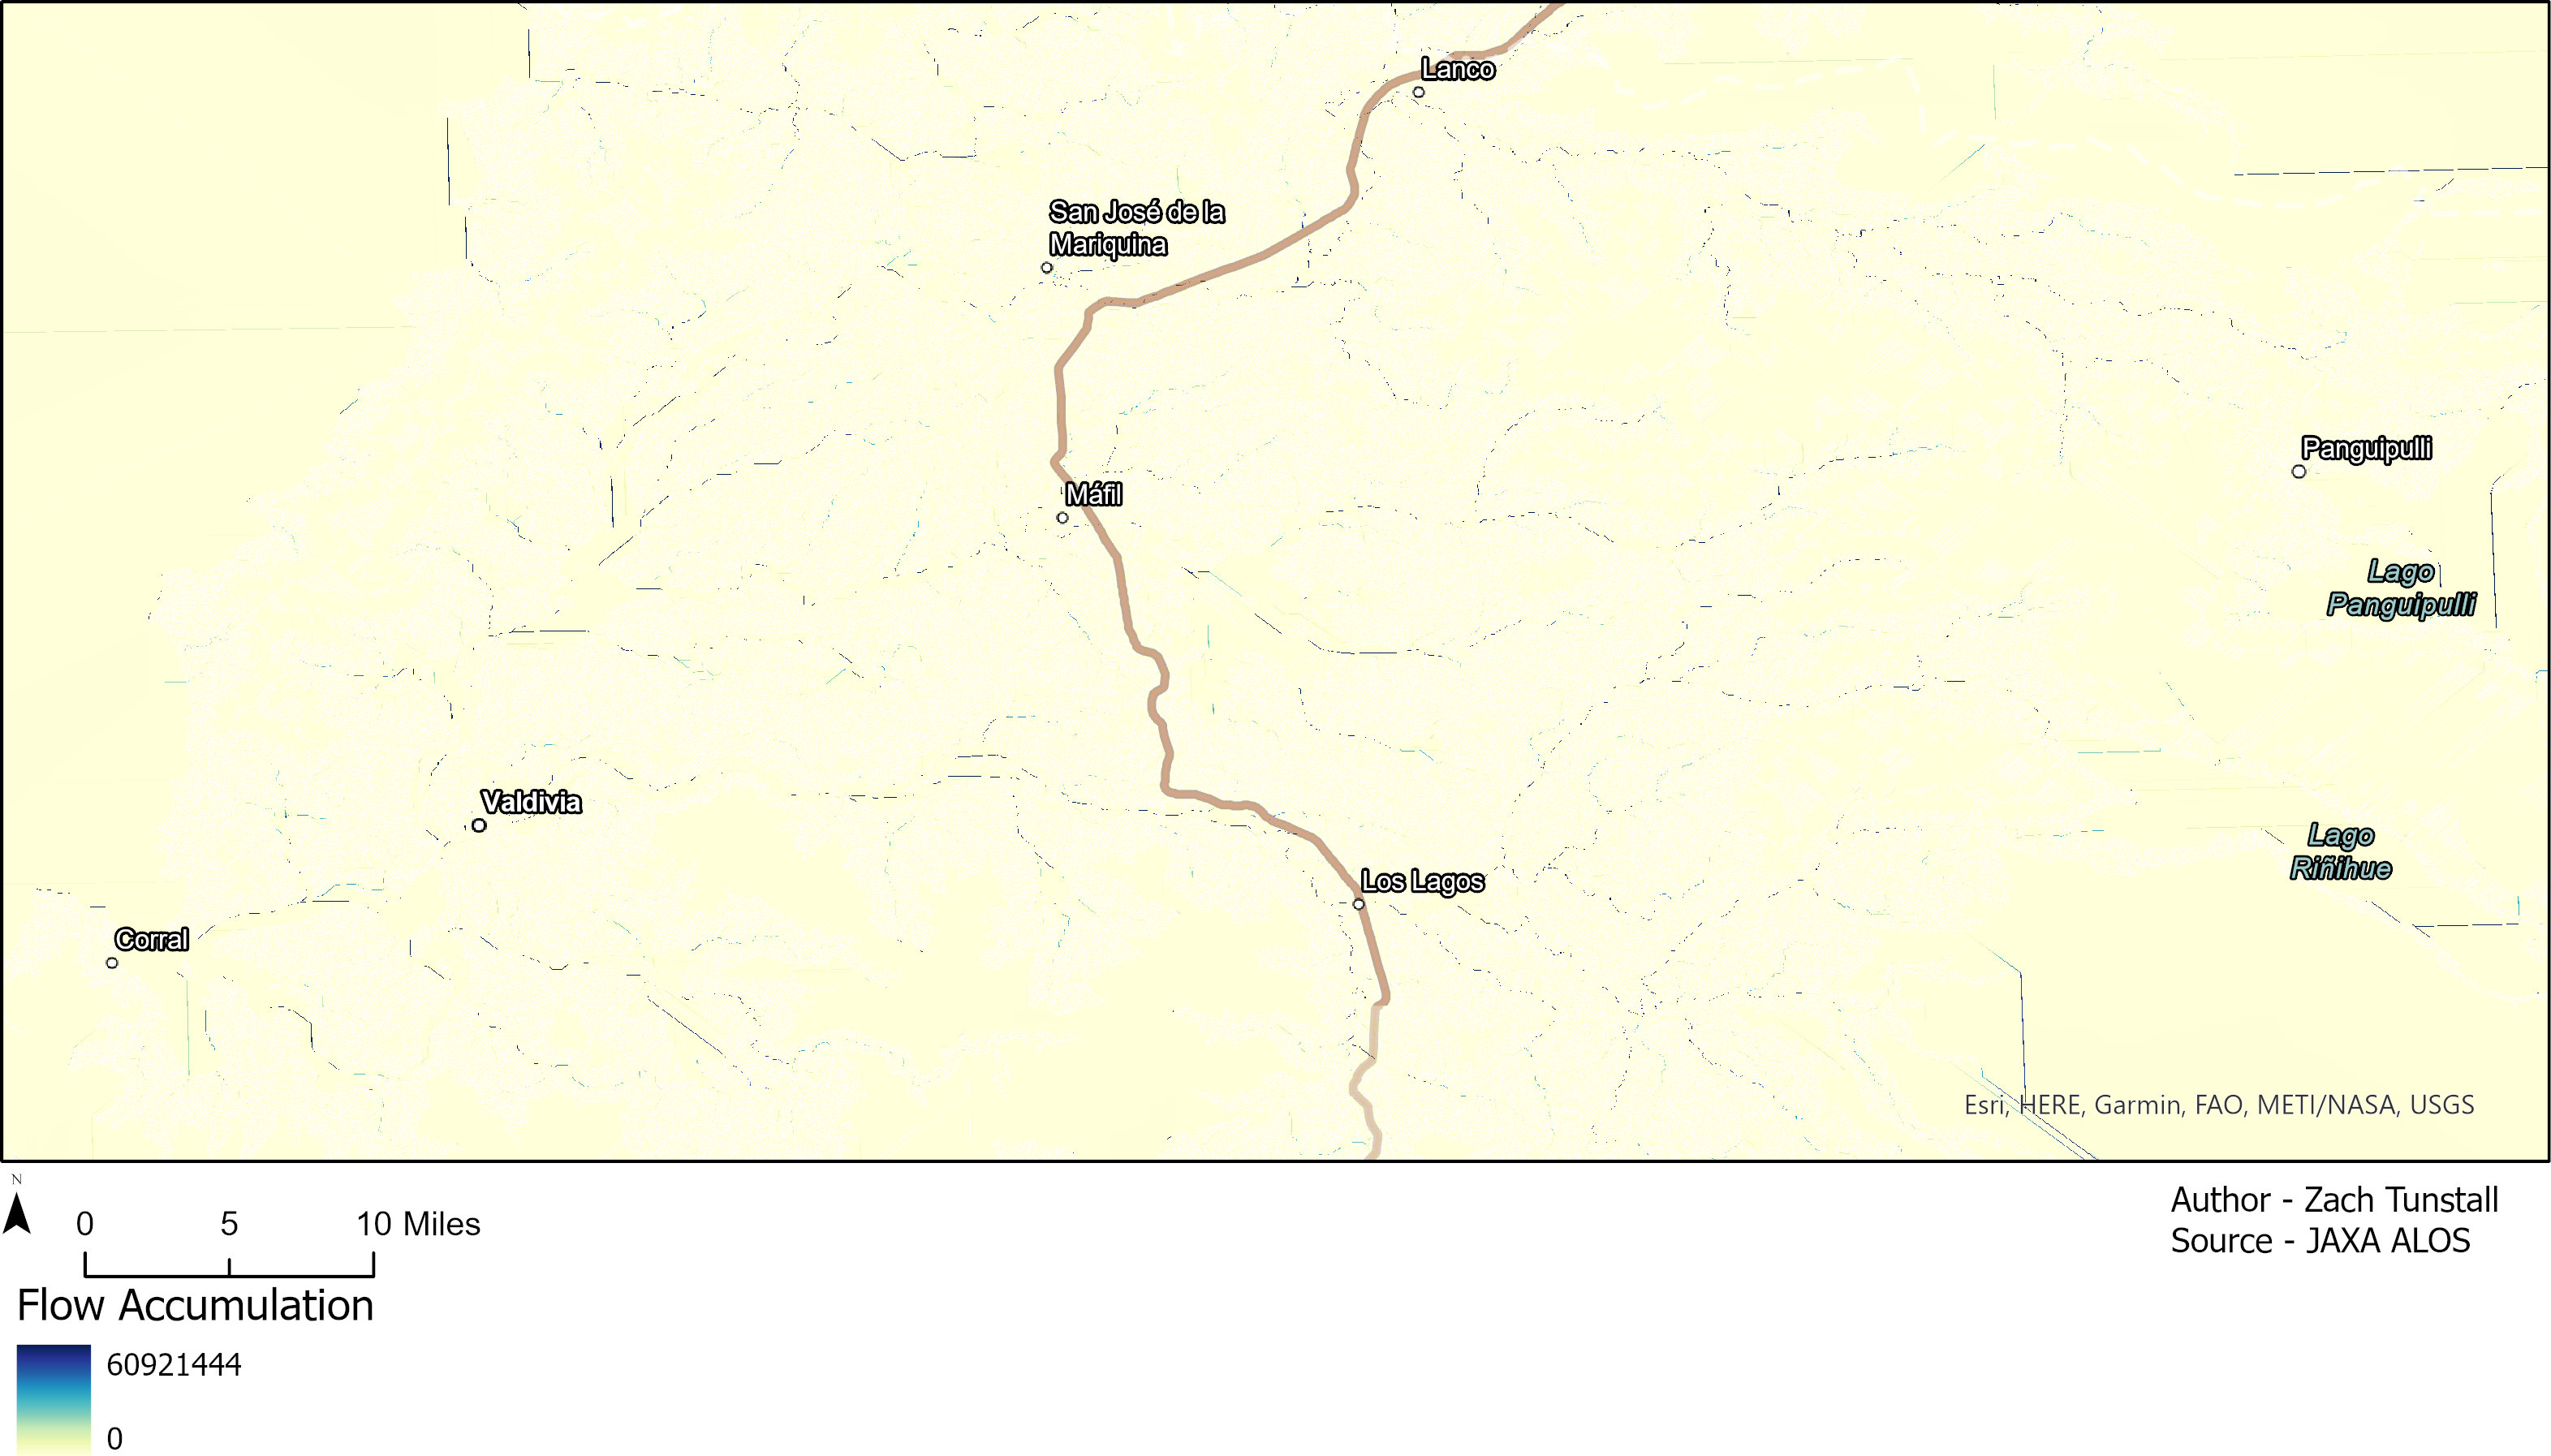 Lanco
San José de la
Mariquina
Panguipulli
Máfil
Lago
Panguipulli
Valdivia
Lago
Riñihue
Los Lagos
Corral
Esri, HERE, Garmin, FAO, METI/NASA, USGS
N
0 5 10 Miles
Author - Zach Tunstall
Source - JAXA ALOS
Flow Accumulation
60921444
0